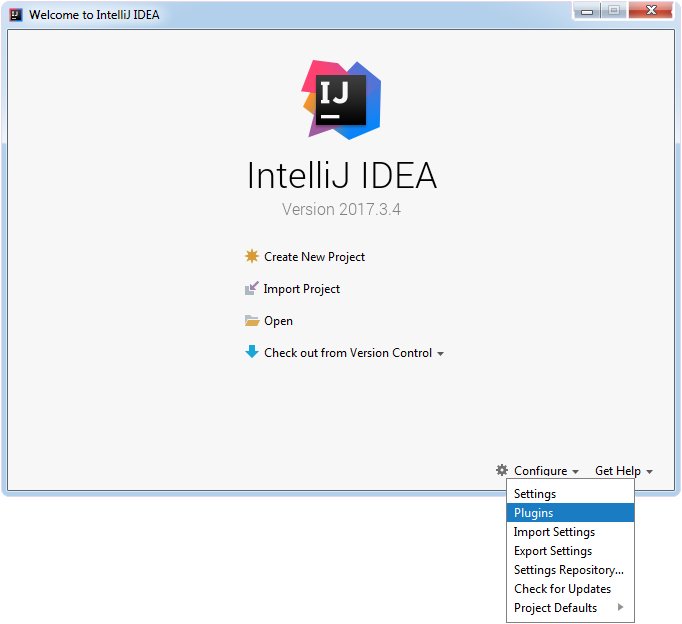 Welcome to IntelliJ IDEA
IJ
IntelliJ IDEA
Version 2017.3.4
Create New Project
Import Project
Open
Check out from Version Control
Configure Get Help
Settings
Plugins
Import Settings
Export Settings
Settings Repository...
Check for Updates
Project Defaults